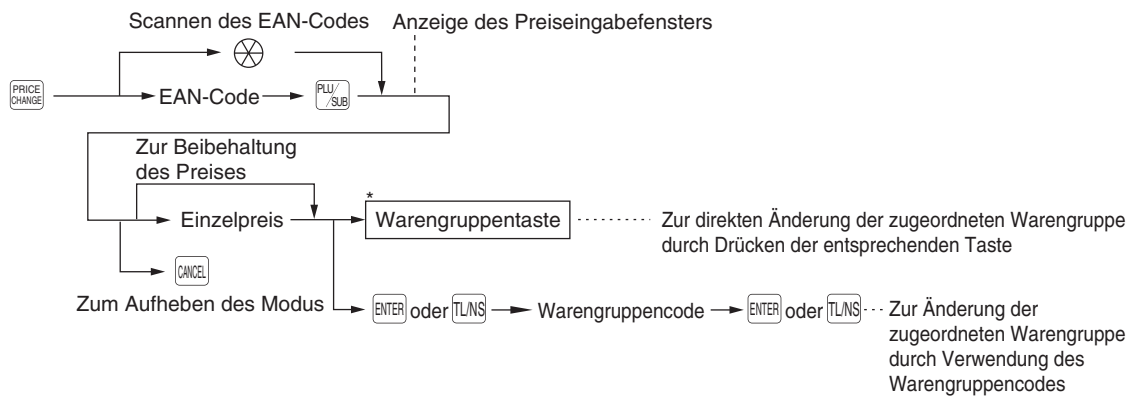 Scannen des EAN-Codes
Anzeige des Preiseingabefensters
PRICE
CHANGE
EAN-Code
PLU/
SUB
Zur Beibehaltung
des Preises
Einzelpreis
*
Warengruppentaste
Zur direkten Änderung der zugeordneten Warengruppe
durch Drücken der entsprechenden Taste
CANCEL
Zum Aufheben des Modus
ENTER oder TL/NS
Warengruppencode
ENTER oder TL/NS
Zur Änderung der
zugeordneten Warengruppe
durch Verwendung des
Warengruppencodes